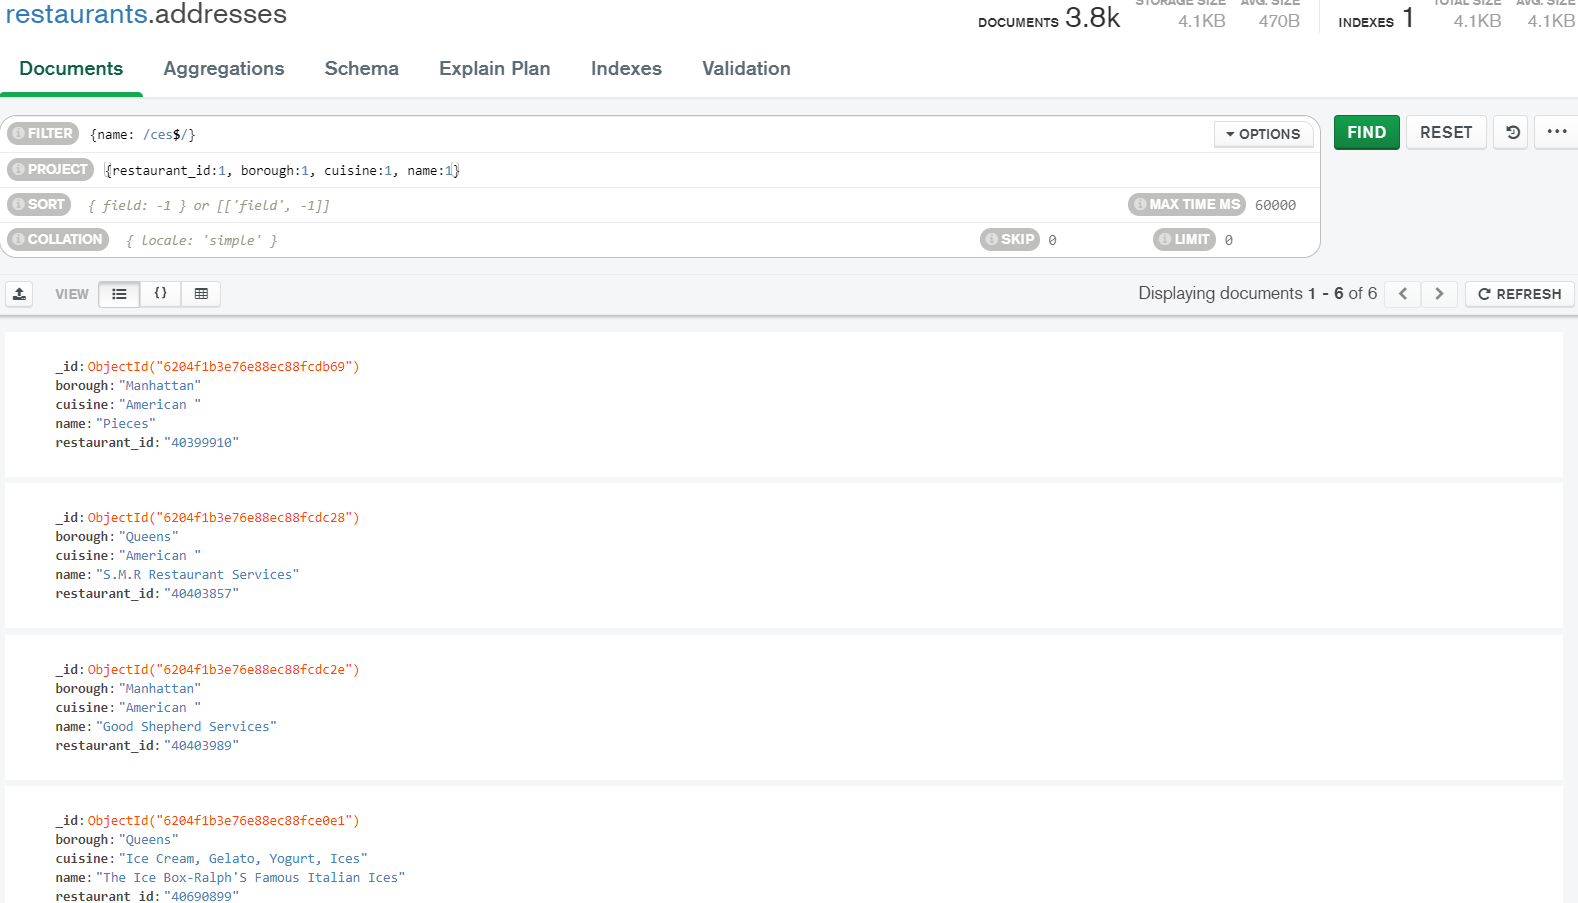 restaurants.addresses
DOCUMENTS 3.8k STORAGE SIZE 4.1KB AVG. SIZE 470B INDEXES 1 TOTAL SIZE 4.1KB AVG. SIZE 4.1KB
Documents Aggregations Schema Explain Plan Indexes Validation
FILTER {name: /ces$/} OPTIONS FIND RESET
PROJECT {restaurant_id:1, borough:1, cuisine:1, name:1}
SORT { field: -1 } or [['field', -1]] MAX TIME MS 60000
COLLATION { locale: 'simple' } SKIP 0 LIMIT 0
VIEW {} Displaying documents 1 - 6 of 6 REFRESH
_id: ObjectId("6204f1b3e76e88ec88fcdb69")
borough: "Manhattan"
cuisine: "American "
name: "Pieces"
restaurant_id: "40399910"
_id: ObjectId("6204f1b3e76e88ec88fcdc28")
borough: "Queens"
cuisine: "American "
name: "S.M.R Restaurant Services"
restaurant_id: "40403857"
_id: ObjectId("6204f1b3e76e88ec88fcdc2e")
borough: "Manhattan"
cuisine: "American "
name: "Good Shepherd Services"
restaurant_id: "40403989"
_id: ObjectId("6204f1b3e76e88ec88fce0e1")
borough: "Queens"
cuisine: "Ice Cream, Gelato, Yogurt, Ices"
name: "The Ice Box-Ralph'S Famous Italian Ices"
restaurant_id: "40690899"